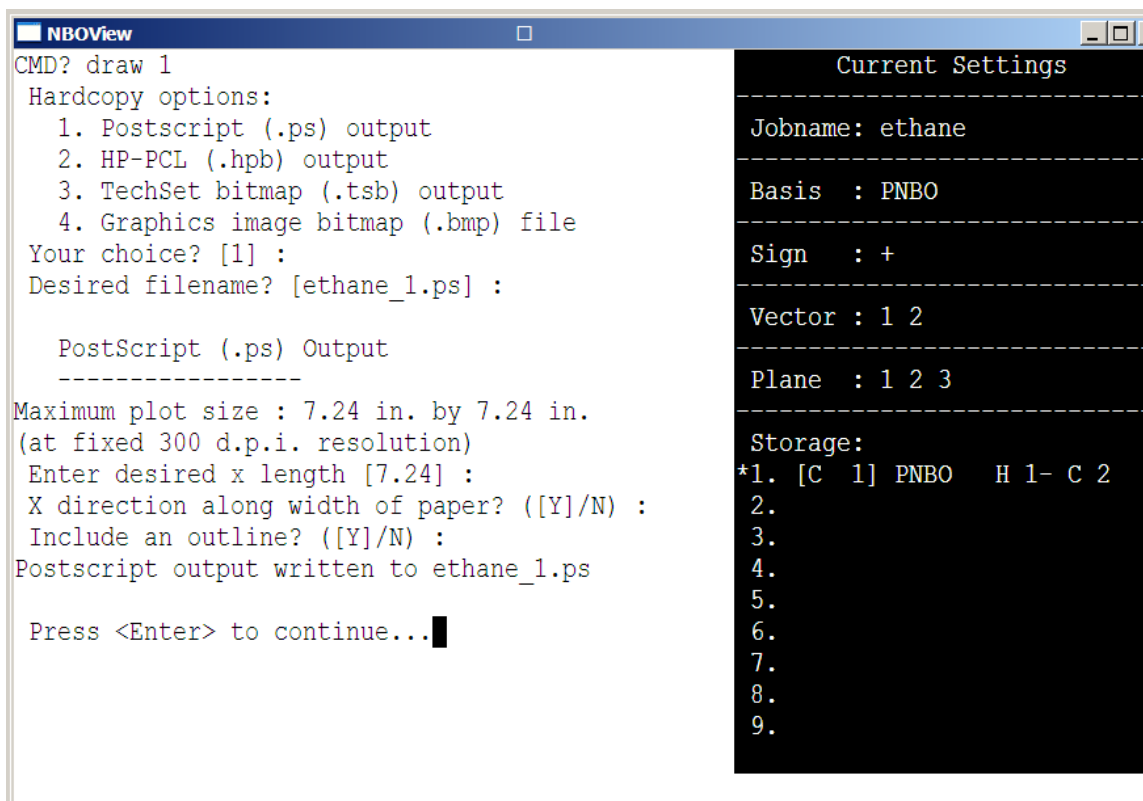 NBOView
CMD? draw 1
Hardcopy options:
1. Postscript (.ps) output
2. HP-PCL (.hpb) output
3. TechSet bitmap (.tsb) output
4. Graphics image bitmap (.bmp) file
Your choice? [1] :
Desired filename? [ethane_1.ps] :
PostScript (.ps) Output
-----------------
Maximum plot size : 7.24 in. by 7.24 in.
(at fixed 300 d.p.i. resolution)
Enter desired x length [7.24] :
X direction along width of paper? ([Y]/N) :
Include an outline? ([Y]/N) :
Postscript output written to ethane_1.ps
Press <Enter> to continue...
Current Settings
-----------------------------
Jobname: ethane
-----------------------------
Basis  : PNBO
-----------------------------
Sign   : +
-----------------------------
Vector : 1 2
-----------------------------
Plane  : 1 2 3
-----------------------------
Storage:
*1. [C  1] PNBO   H 1- C 2
2.
3.
4.
5.
6.
7.
8.
9.